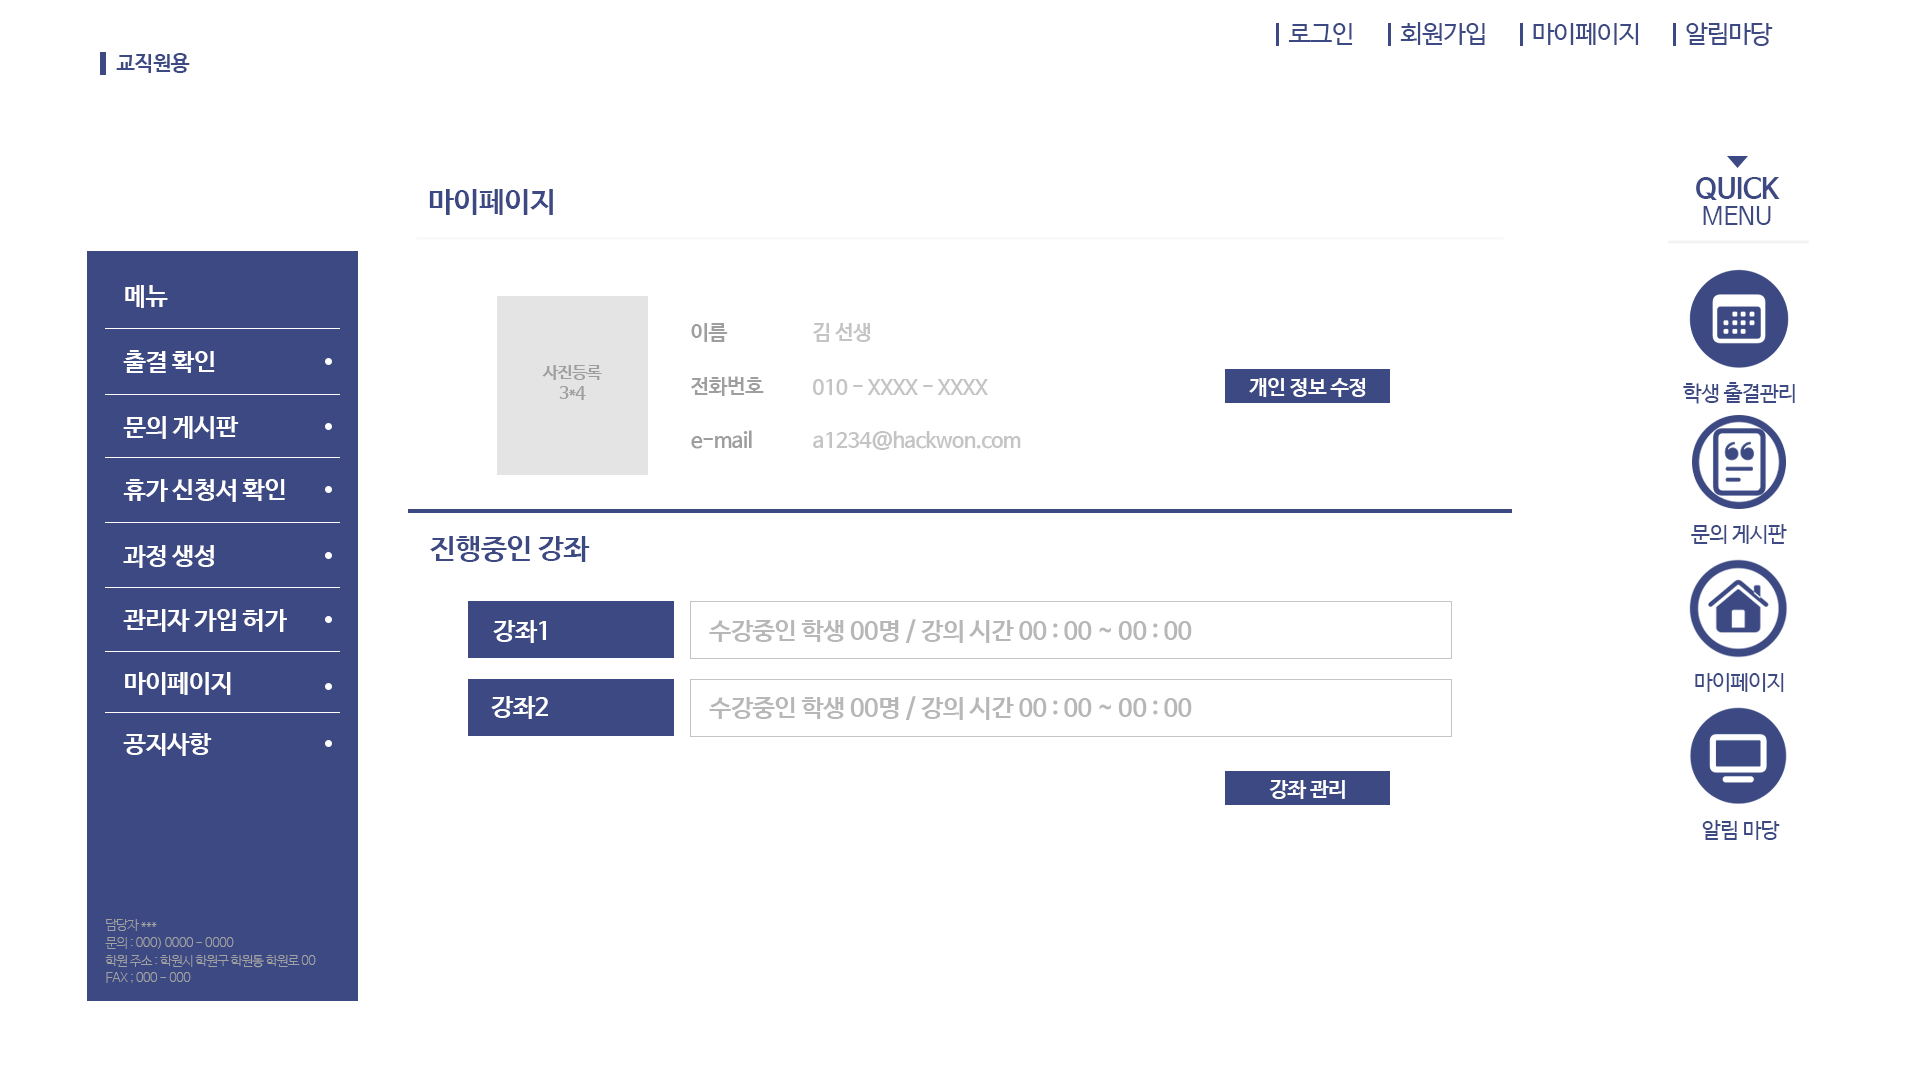 로그인
회원가입
마이페이지
알림마당
교직원용
메뉴
출결 확인
문의 게시판
휴가 신청서 확인
과정 생성
관리자 가입 허가
마이페이지
공지사항
담당자 ***
문의 : 000) 0000 - 0000
학원 주소 : 학원시 학원구 학원동 학원로 00
FAX ; 000 - 000
마이페이지
사진등록
3*4
이름 김 선생
전화번호 010 - XXXX - XXXX
e-mail a1234@hackwon.com
개인 정보 수정
진행중인 강좌
강좌1
수강중인 학생 00명 / 강의 시간 00 : 00 ~ 00 : 00
강좌2
수강중인 학생 00명 / 강의 시간 00 : 00 ~ 00 : 00
강좌 관리
QUICK
MENU
학생 출결관리
문의 게시판
마이페이지
알림 마당